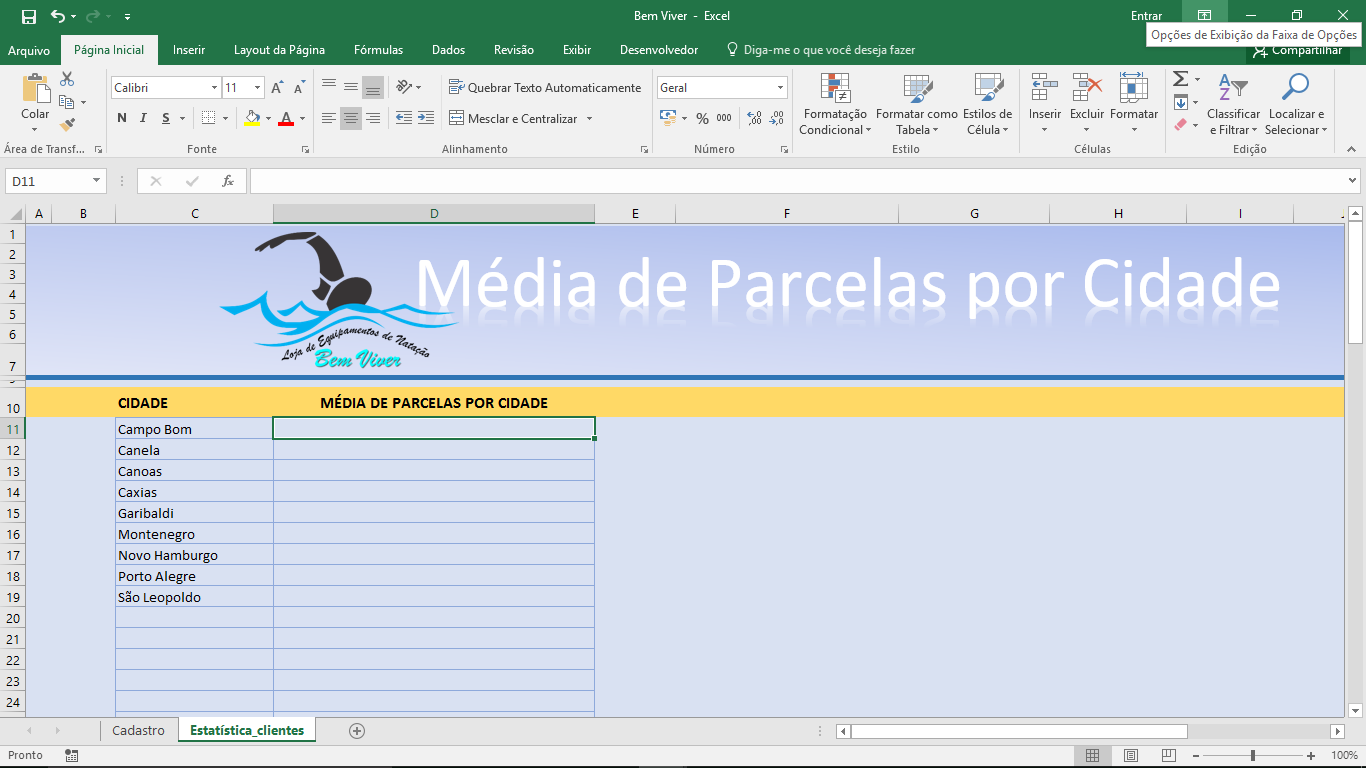 Bem Viver - Excel
Entrar
Opções de Exibição da Faixa de Opções
Arquivo Página Inicial Inserir Layout da Página Fórmulas Dados Revisão Exibir Desenvolvedor Diga-me o que você deseja fazer Compartilhar
Colar
Calibri 11
N I S
A A
A
Quebrar Texto Automaticamente
Mesclar e Centralizar
Geral
% 000
Formatação Condicional
Formatar como Tabela
Estilos de Célula
Inserir
Excluir
Formatar
Classificar e Filtrar
Localizar e Selecionar
Área de Transf... Fonte Alinhamento Número Estilo Células Edição
D11 fx
A B C D E F G H I
1
2
3
4
5
6
7
Média de Parcelas por Cidade
Loja de Equipamentos de Natação
Bem Viver
10 CIDADE MÉDIA DE PARCELAS POR CIDADE
11 Campo Bom
12 Canela
13 Canoas
14 Caxias
15 Garibaldi
16 Montenegro
17 Novo Hamburgo
18 Porto Alegre
19 São Leopoldo
20
21
22
23
24
Cadastro Estatística_clientes
Pronto
100%